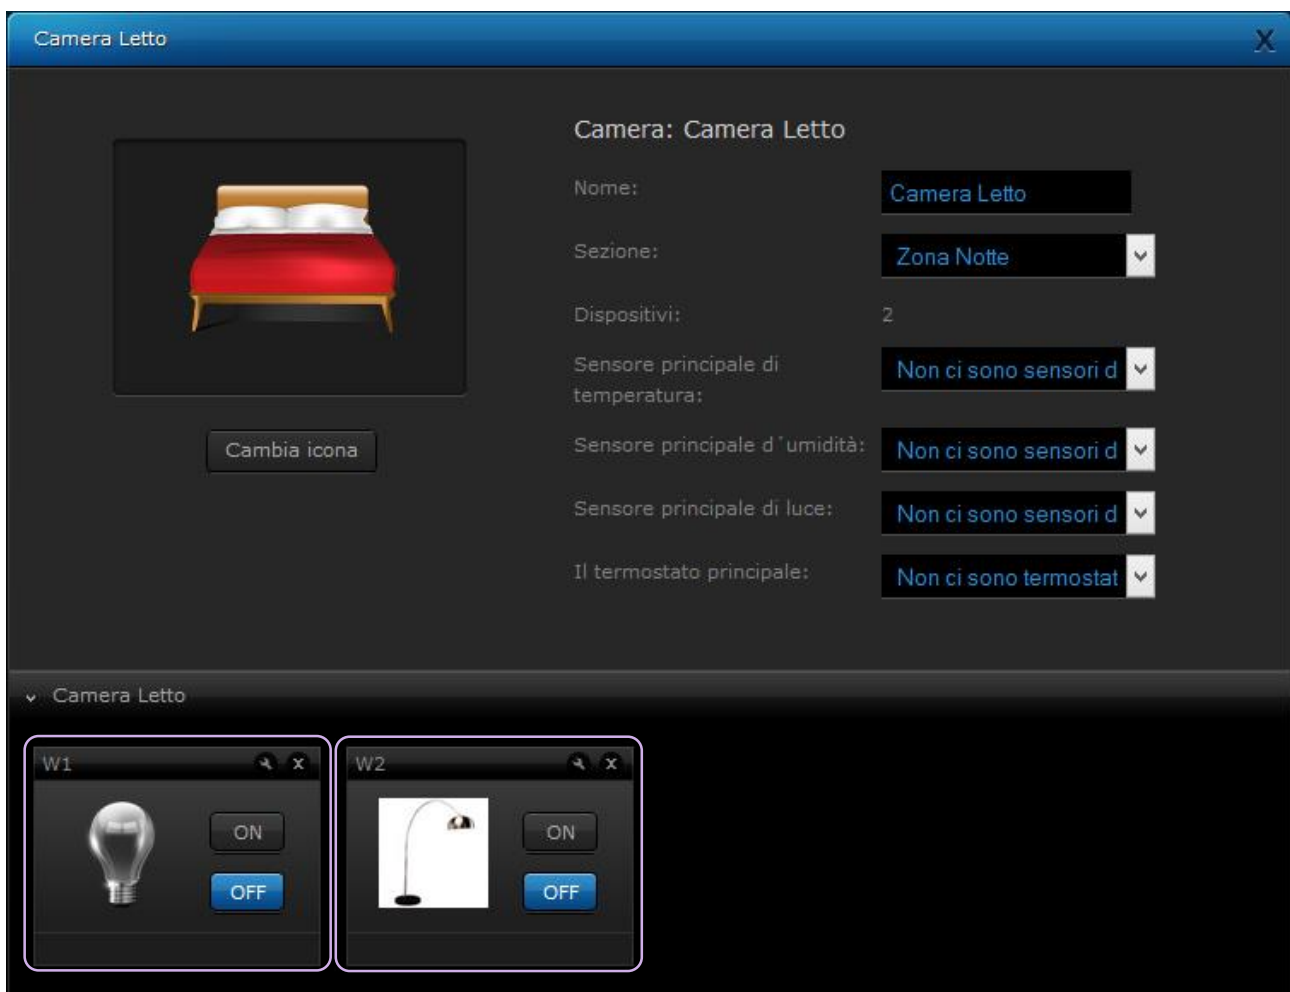 Camera Letto X
Camera: Camera Letto
Nome: Camera Letto
Sezione: Zona Notte
Dispositivi: 2
Sensore principale di
temperatura: Non ci sono sensori d
Cambia icona
Sensore principale d´umidità: Non ci sono sensori d
Sensore principale di luce: Non ci sono sensori d
Il termostato principale: Non ci sono termostat
Camera Letto
W1 X
ON
OFF
W2 X
ON
OFF